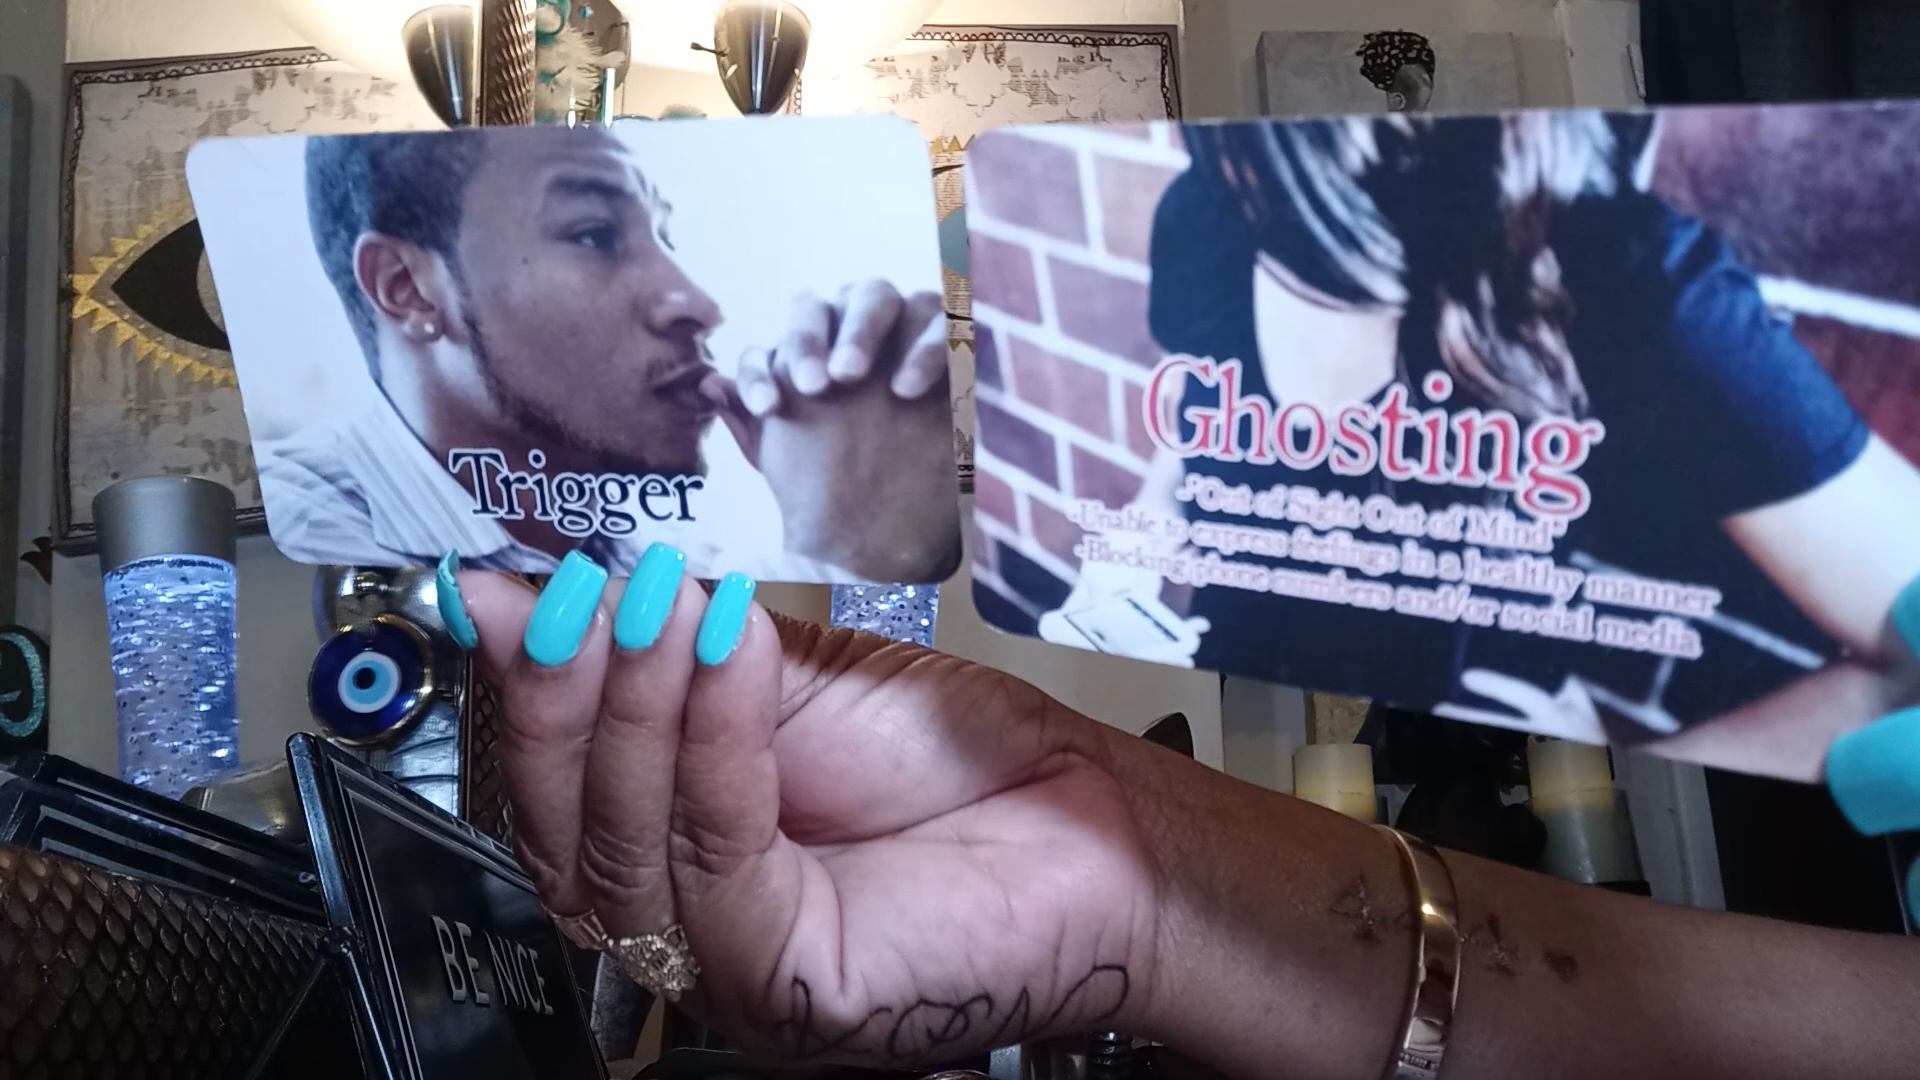 Trigger
Ghosting
-"Out of Sight Out of Mind"
-Unable to express feelings in a healthy manner
-Blocking phone numbers and/or social media
BE NICE